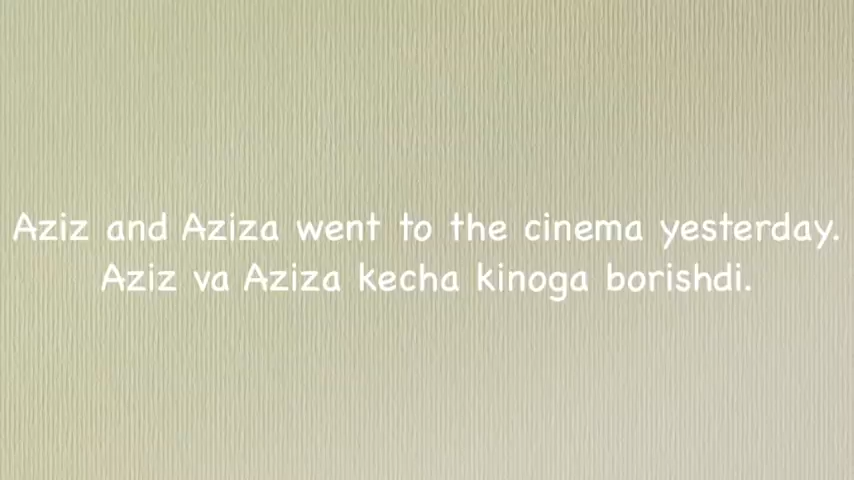 Aziz and Aziza went to the cinema yesterday.
Aziz va Aziza kecha kinoga borishdi.